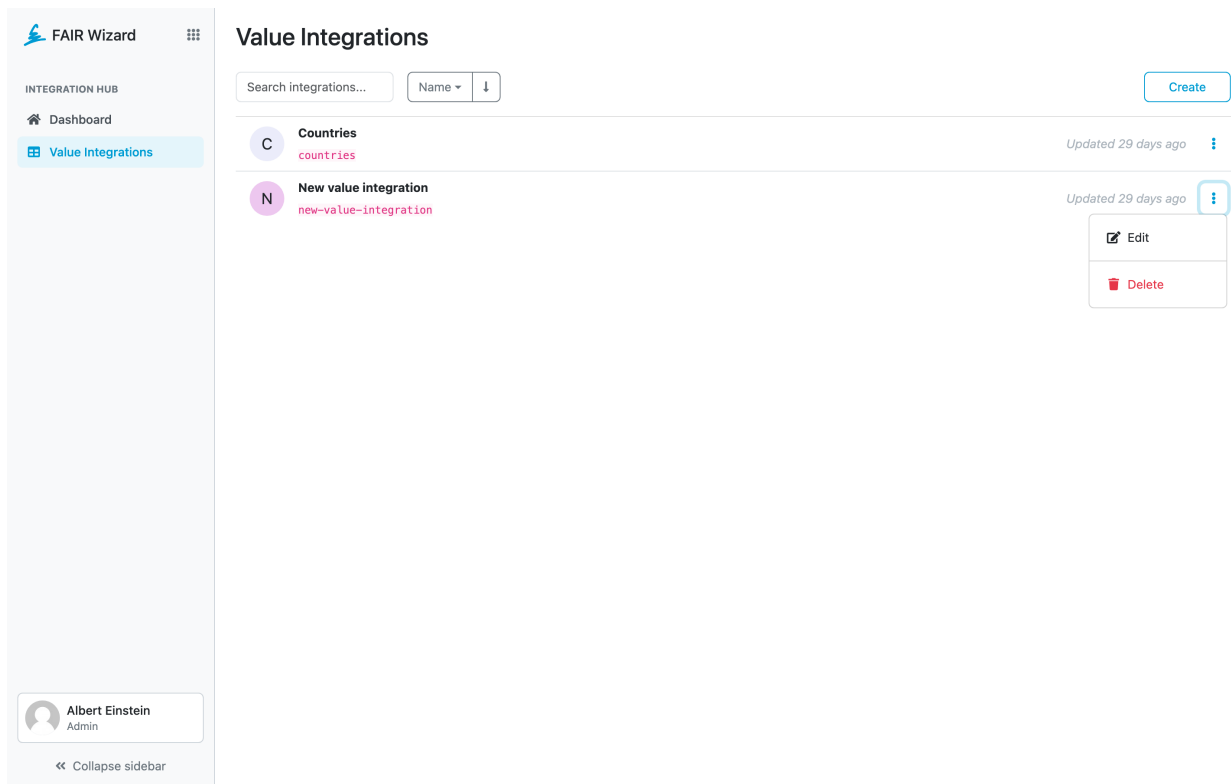 FAIR Wizard
INTEGRATION HUB
Dashboard
Value Integrations
Albert Einstein
Admin
Collapse sidebar
Value Integrations
Search integrations...
Name
Create
C
Countries
countries
Updated 29 days ago
N
New value integration
new-value-integration
Updated 29 days ago
Edit
Delete